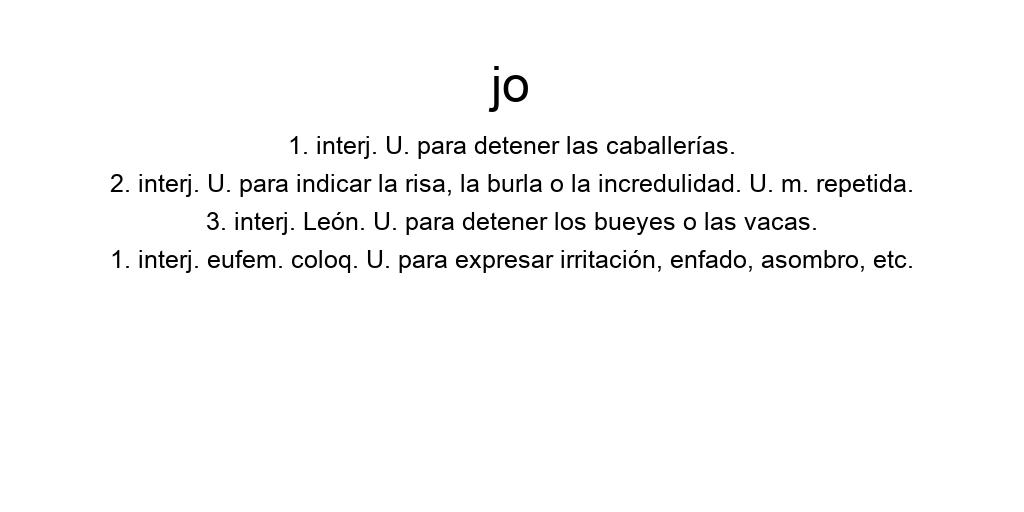 jo
1. interj. U. para detener las caballerías.
2. interj. U. para indicar la risa, la burla o la incredulidad. U. m. repetida.
3. interj. León. U. para detener los bueyes o las vacas.
1. interj. eufem. coloq. U. para expresar irritación, enfado, asombro, etc.